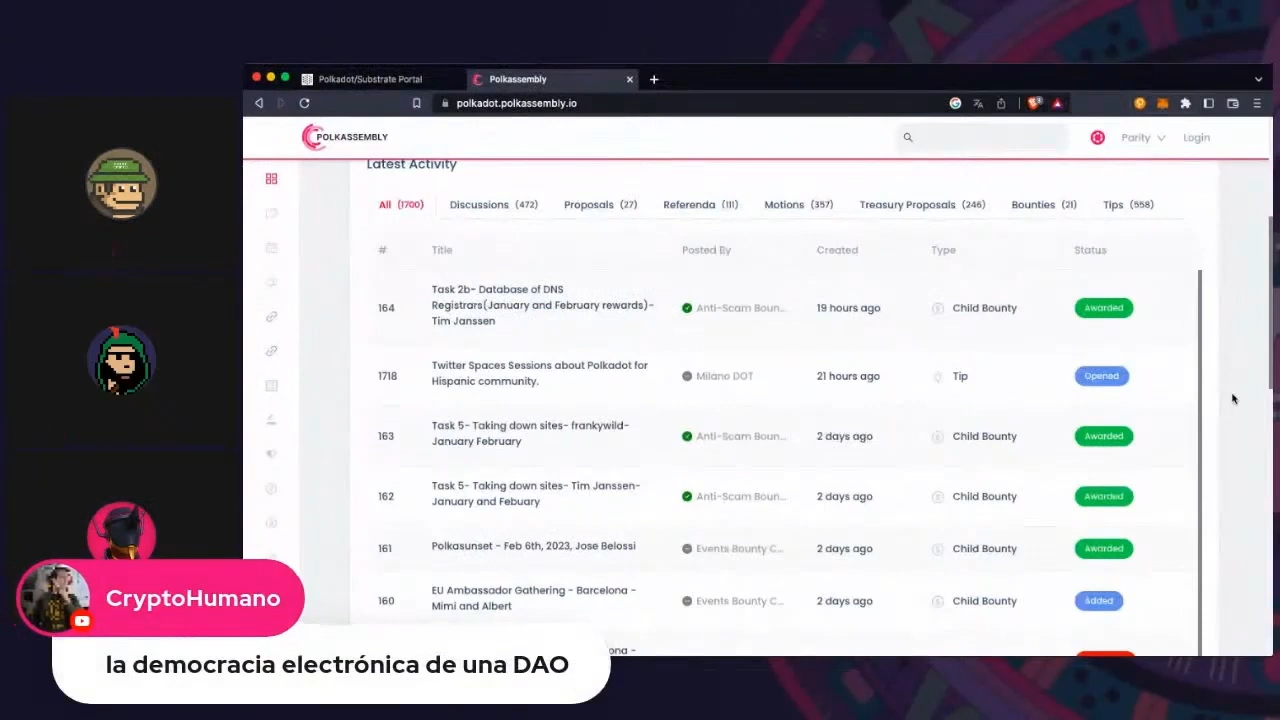 Polkadot/Substrate Portal
Polkassembly
polkadot.polkassembly.io
POLKASSEMBLY
Parity
Login
Latest Activity
All (1700)
Discussions (472)
Proposals (27)
Referenda (111)
Motions (357)
Treasury Proposals (246)
Bounties (21)
Tips (558)
# Title Posted By Created Type Status
Task 2b- Database of DNS
164 Registrars(January and February rewards)- Anti-Scam Boun... 19 hours ago Child Bounty Awarded
Tim Janssen
Twitter Spaces Sessions about Polkadot for
1718 Milano DOT 21 hours ago Tip Opened
Hispanic community.
Task 5- Taking down sites- frankywild-
163 Anti-Scam Boun... 2 days ago Child Bounty Awarded
January February
Task 5- Taking down sites- Tim Janssen-
162 Anti-Scam Boun... 2 days ago Child Bounty Awarded
January and Febuary
161 Polkasunset - Feb 6th, 2023, Jose Belossi Events Bounty C... 2 days ago Child Bounty Awarded
EU Ambassador Gathering - Barcelona -
160 Events Bounty C... 2 days ago Child Bounty Added
Mimi and Albert
CryptoHumano
la democracia electrónica de una DAO